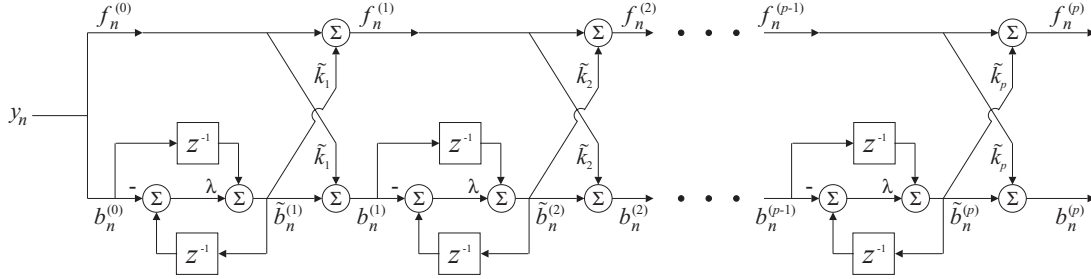 f_n^{(0)} f_n^{(1)} f_n^{(2)} • • • f_n^{(p-1)} f_n^{(p)}
Σ Σ Σ
k̃_1 k̃_2 k̃_p
y_n
z^{-1} z^{-1} z^{-1}
k̃_1 k̃_2 k̃_p
- Σ λ Σ Σ - Σ λ Σ Σ • • • - Σ λ Σ Σ
b_n^{(0)} b̃_n^{(1)} b_n^{(1)} b̃_n^{(2)} b_n^{(2)} b_n^{(p-1)} b̃_n^{(p)} b_n^{(p)}
z^{-1} z^{-1} z^{-1}